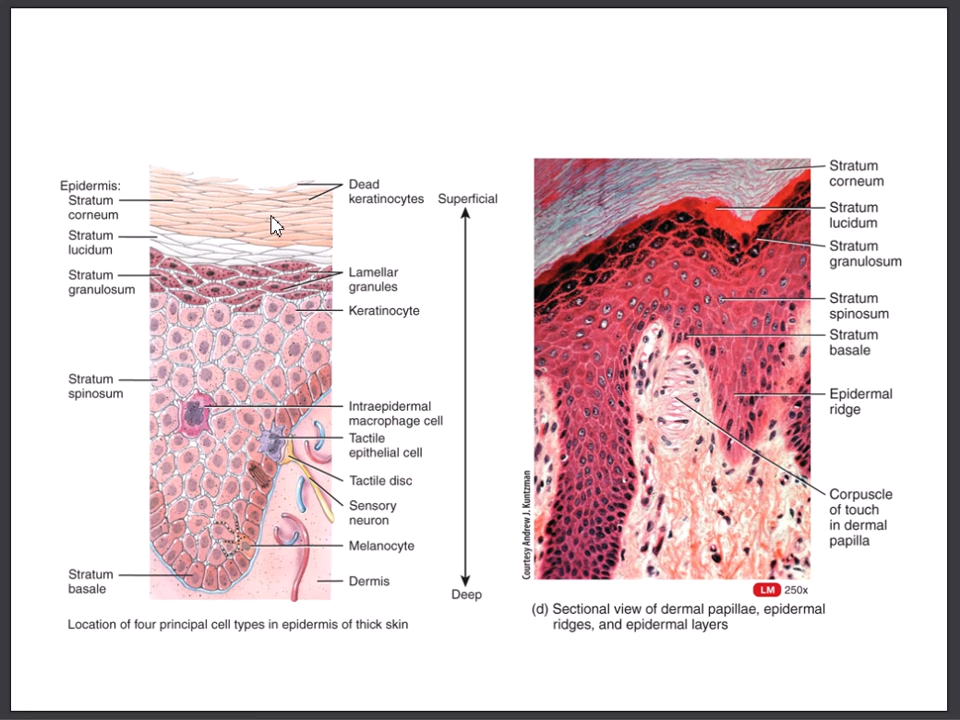 Epidermis:
Stratum
corneum
Stratum
lucidum
Stratum
granulosum
Stratum
spinosum
Stratum
basale
Dead
keratinocytes
Lamellar
granules
Keratinocyte
Intraepidermal
macrophage cell
Tactile
epithelial cell
Tactile disc
Sensory
neuron
Melanocyte
Dermis
Superficial
Deep
Location of four principal cell types in epidermis of thick skin
Courtesy Andrew J. Kuntzman
Stratum
corneum
Stratum
lucidum
Stratum
granulosum
Stratum
spinosum
Stratum
basale
Epidermal
ridge
Corpuscle
of touch
in dermal
papilla
LM 250x
(d) Sectional view of dermal papillae, epidermal
ridges, and epidermal layers